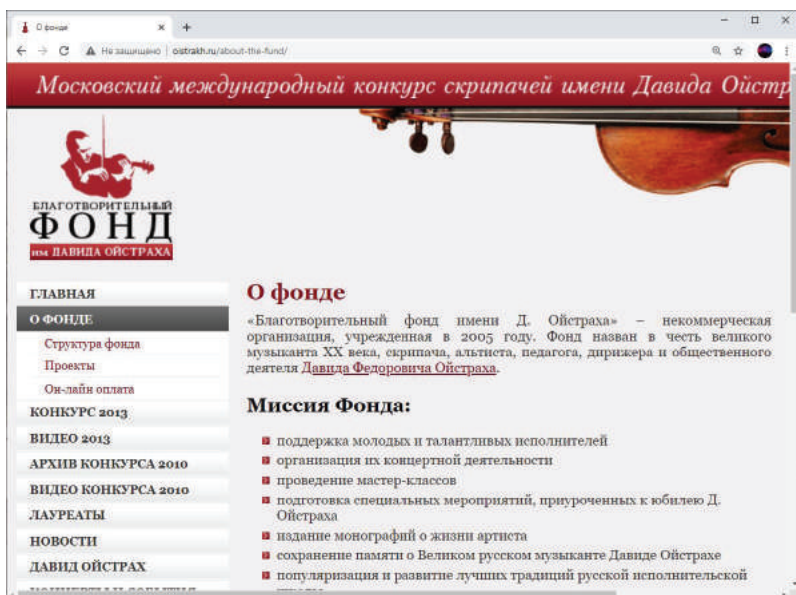 О фонде
Не защищено | oistrakh.ru/about-the-fund/
Московский международный конкурс скрипачей имени Давида Ойстр
БЛАГОТВОРИТЕЛЬНЫЙ
ФОНД
им ДАВИДА ОЙСТРАХА
ГЛАВНАЯ
О ФОНДЕ
Структура фонда
Проекты
Он-лайн оплата
КОНКУРС 2013
ВИДЕО 2013
АРХИВ КОНКУРСА 2010
ВИДЕО КОНКУРСА 2010
ЛАУРЕАТЫ
НОВОСТИ
ДАВИД ОЙСТРАХ
О фонде
«Благотворительный фонд имени Д. Ойстраха» – некоммерческая
организация, учрежденная в 2005 году. Фонд назван в честь великого
музыканта XX века, скрипача, альтиста, педагога, дирижера и общественного
деятеля Давида Федоровича Ойстраха.
Миссия Фонда:
поддержка молодых и талантливых исполнителей
организация их концертной деятельности
проведение мастер-классов
подготовка специальных мероприятий, приуроченных к юбилею Д.
Ойстраха
издание монографий о жизни артиста
сохранение памяти о Великом русском музыканте Давиде Ойстрахе
популяризация и развитие лучших традиций русской исполнительской